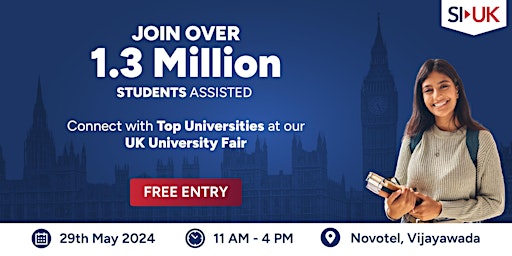 SI UK
JOIN OVER
1.3 Million
STUDENTS ASSISTED
Connect with Top Universities at our
UK University Fair
FREE ENTRY
29th May 2024
11 AM - 4 PM
Novotel, Vijayawada